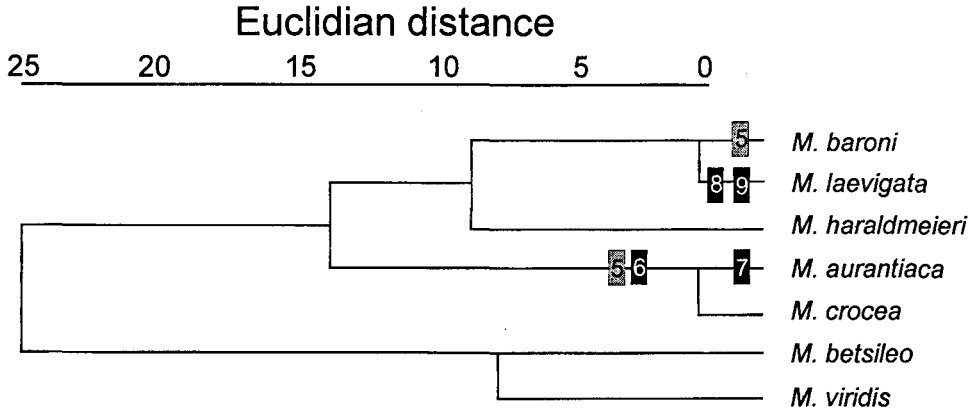 Euclidian distance
25 20 15 10 5 0
5 M. baroni
8 9 M. laevigata
M. haraldmeieri
5 6 7 M. aurantiaca
M. crocea
M. betsileo
M. viridis